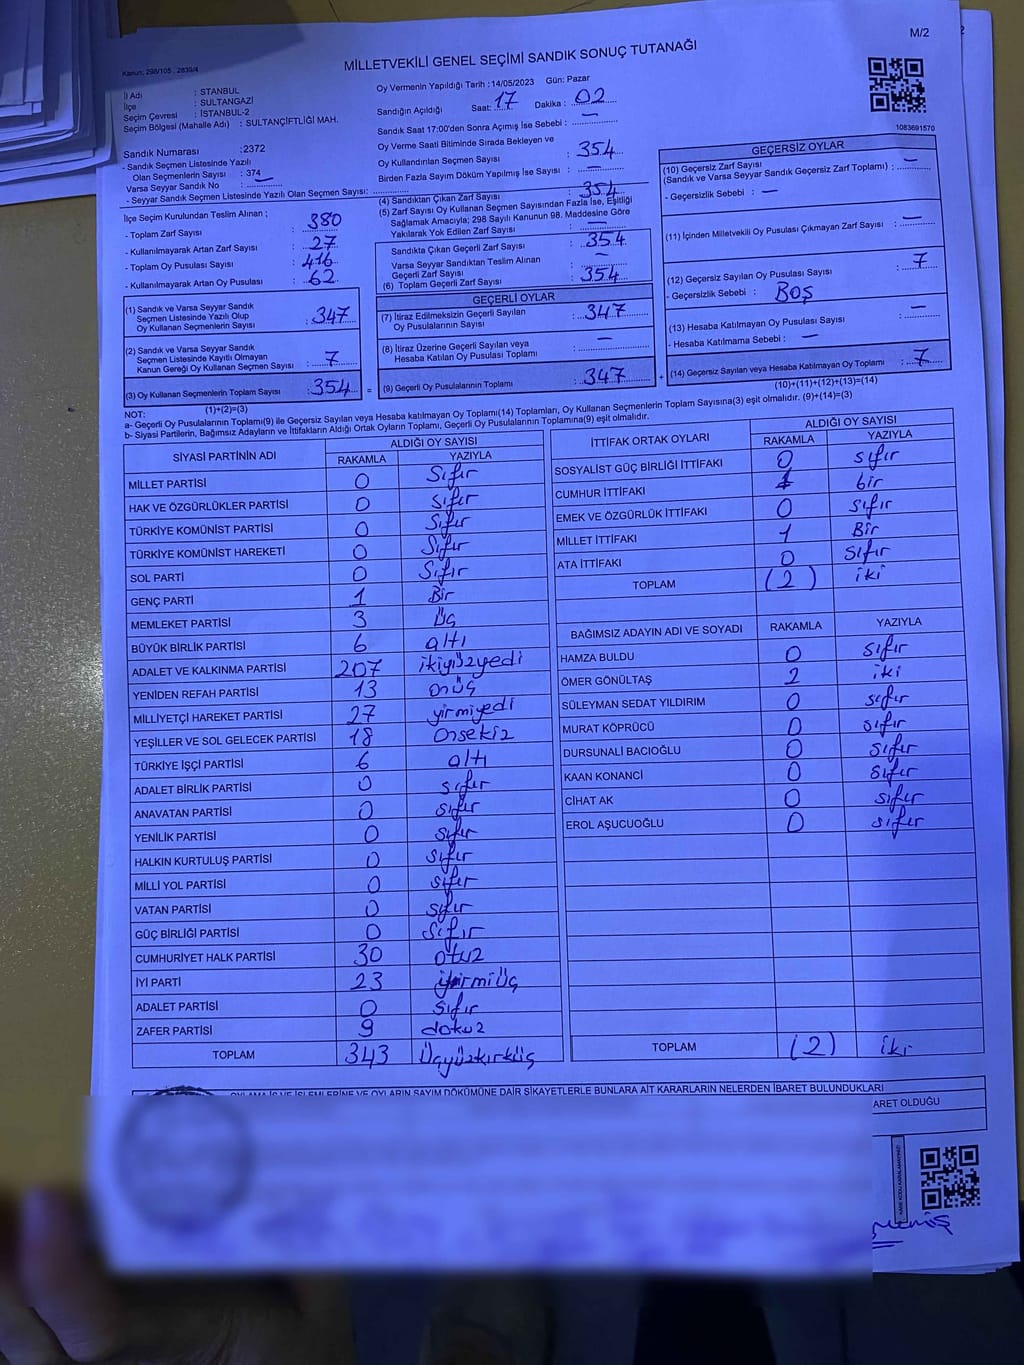 M/2
MİLLETVEKİLİ GENEL SEÇİMİ SANDIK SONUÇ TUTANAĞI
Kanun: 298/105 , 2839/4
İl Adı : STANBUL
İlçe : SULTANGAZİ
Seçim Çevresi : İSTANBUL-2
Seçim Bölgesi (Mahalle Adı) : SULTANÇİFTLİĞİ MAH.
Oy Vermenin Yapıldığı Tarih :14/05/2023 Gün: Pazar
Sandığın Açıldığı Saat: 17 Dakika : 02
Sandık Saat 17:00'den Sonra Açımış İse Sebebi :
1083691570
Sandık Numarası :2372
- Sandık Seçmen Listesinde Yazılı
Olan Seçmenlerin Sayısı : 374
Varsa Seyyar Sandık No :
- Seyyar Sandık Seçmen Listesinde Yazılı Olan Seçmen Sayısı:
Oy Verme Saati Bitiminde Sırada Bekleyen ve
Oy Kullandırılan Seçmen Sayısı : 354
Birden Fazla Sayım Döküm Yapılmış İse Sayısı : —
İlçe Seçim Kurulundan Teslim Alınan ;
- Toplam Zarf Sayısı : 380
- Kullanılmayarak Artan Zarf Sayısı : 27
- Toplam Oy Pusulası Sayısı : 416
- Kullanılmayarak Artan Oy Pusulası : 62
(4) Sandıktan Çıkan Zarf Sayısı : 354
(5) Zarf Sayısı Oy Kullanan Seçmen Sayısından Fazla İse, Eşitliği
Sağlamak Amacıyla; 298 Sayılı Kanunun 98. Maddesine Göre
Yakılarak Yok Edilen Zarf Sayısı : —
Sandıkta Çıkan Geçerli Zarf Sayısı : 354
Varsa Seyyar Sandıktan Teslim Alınan
Geçerli Zarf Sayısı : —
(6) Toplam Geçerli Zarf Sayısı : 354
GEÇERSİZ OYLAR
(10) Geçersiz Zarf Sayısı
(Sandık ve Varsa Seyyar Sandık Geçersiz Zarf Toplamı) : —
- Geçersizlik Sebebi : —
(11) İçinden Milletvekili Oy Pusulası Çıkmayan Zarf Sayısı : —
(12) Geçersiz Sayılan Oy Pusulası Sayısı : 7
- Geçersizlik Sebebi : BOŞ
(13) Hesaba Katılmayan Oy Pusulası Sayısı : —
- Hesaba Katılmama Sebebi : —
(14) Geçersiz Sayılan veya Hesaba Katılmayan Oy Toplamı : 7
(10)+(11)+(12)+(13)=(14)
(1) Sandık ve Varsa Seyyar Sandık
Seçmen Listesinde Yazılı Olup
Oy Kullanan Seçmenlerin Sayısı : 347
(2) Sandık ve Varsa Seyyar Sandık
Seçmen Listesinde Kayıtlı Olmayan
Kanun Gereği Oy Kullanan Seçmen Sayısı : 7
(3) Oy Kullanan Seçmenlerin Toplam Sayısı : 354 =
(1)+(2)=(3)
GEÇERLİ OYLAR
(7) İtiraz Edilmeksizin Geçerli Sayılan
Oy Pusulalarının Sayısı : 347
(8) İtiraz Üzerine Geçerli Sayılan veya
Hesaba Katılan Oy Pusulası Toplamı : —
(9) Geçerli Oy Pusulalarının Toplamı : 347 +
NOT:
a- Geçerli Oy Pusulalarının Toplamı(9) ile Geçersiz Sayılan veya Hesaba katılmayan Oy Toplamı(14) Toplamları, Oy Kullanan Seçmenlerin Toplam Sayısına(3) eşit olmalıdır. (9)+(14)=(3)
b- Siyasi Partilerin, Bağımsız Adayların ve İttifakların Aldığı Ortak Oyların Toplamı, Geçerli Oy Pusulalarının Toplamına(9) eşit olmalıdır.
SİYASİ PARTİNİN ADI ALDIĞI OY SAYISI
RAKAMLA YAZIYLA
MİLLET PARTİSİ 0 Sıfır
HAK VE ÖZGÜRLÜKLER PARTİSİ 0 Sıfır
TÜRKİYE KOMÜNİST PARTİSİ 0 Sıfır
TÜRKİYE KOMÜNİST HAREKETİ 0 Sıfır
SOL PARTİ 0 Sıfır
GENÇ PARTİ 1 Bir
MEMLEKET PARTİSİ 3 Üç
BÜYÜK BİRLİK PARTİSİ 6 altı
ADALET VE KALKINMA PARTİSİ 207 ikiyüzyedi
YENİDEN REFAH PARTİSİ 13 onüç
MİLLİYETÇİ HAREKET PARTİSİ 27 yirmiyedi
YEŞİLLER VE SOL GELECEK PARTİSİ 18 Onsekiz
TÜRKİYE İŞÇİ PARTİSİ 6 altı
ADALET BİRLİK PARTİSİ 0 sıfır
ANAVATAN PARTİSİ 0 sıfır
YENİLİK PARTİSİ 0 sıfır
HALKIN KURTULUŞ PARTİSİ 0 sıfır
MİLLİ YOL PARTİSİ 0 sıfır
VATAN PARTİSİ 0 sıfır
GÜÇ BİRLİĞİ PARTİSİ 0 sıfır
CUMHURİYET HALK PARTİSİ 30 otuz
İYİ PARTİ 23 yirmiüç
ADALET PARTİSİ 0 sıfır
ZAFER PARTİSİ 9 dokuz
TOPLAM 343 Üçyüzkırküç
İTTİFAK ORTAK OYLARI ALDIĞI OY SAYISI
RAKAMLA YAZIYLA
SOSYALİST GÜÇ BİRLİĞİ İTTİFAKI 0 sıfır
CUMHUR İTTİFAKI 1 bir
EMEK VE ÖZGÜRLÜK İTTİFAKI 0 sıfır
MİLLET İTTİFAKI 1 Bir
ATA İTTİFAKI 0 sıfır
TOPLAM (2) iki
BAĞIMSIZ ADAYIN ADI VE SOYADI RAKAMLA YAZIYLA
HAMZA BULDU 0 sıfır
ÖMER GÖNÜLTAŞ 2 iki
SÜLEYMAN SEDAT YILDIRIM 0 sıfır
MURAT KÖPRÜCÜ 0 sıfır
DURSUNALİ BACIOĞLU 0 sıfır
KAAN KONANCİ 0 sıfır
CİHAT AK 0 sıfır
EROL AŞUCUOĞLU 0 sıfır
TOPLAM (2) iki
OYLAMA İŞ VE İŞLEMLERİNE VE OYLARIN SAYIM DÖKÜMÜNE DAİR ŞİKAYETLERLE BUNLARA AİT KARARLARIN NELERDEN İBARET BULUNDUKLARI
ARET OLDUĞU